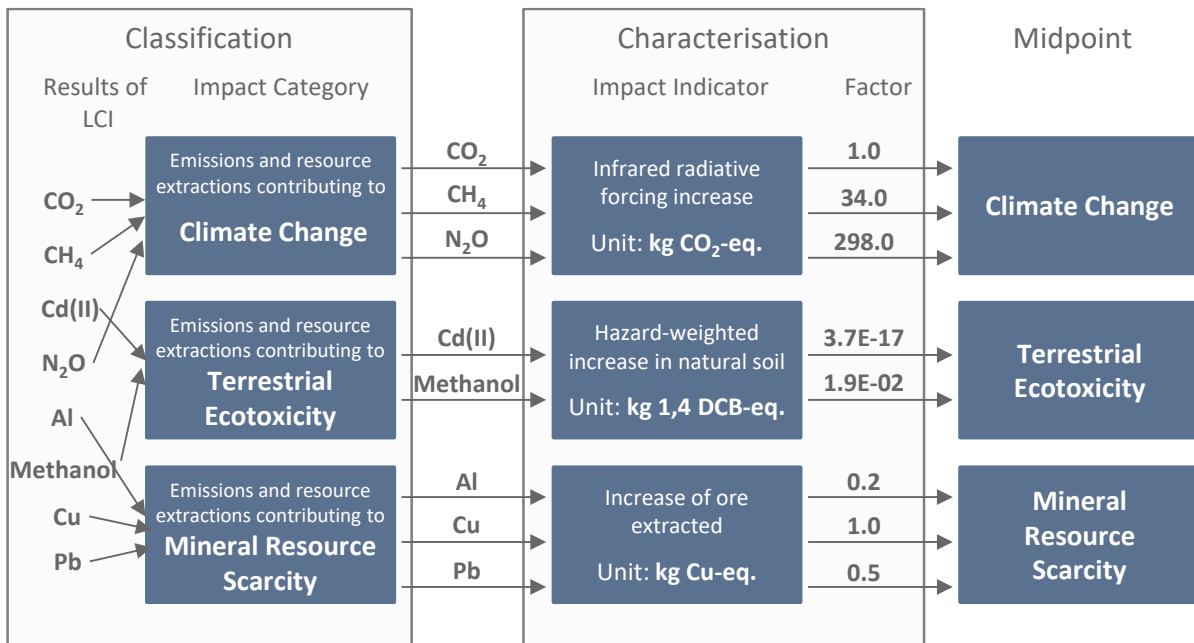 Classification
Characterisation
Midpoint
Results of
LCI
Impact Category
Impact Indicator
Factor
CO₂
CH₄
Cd(II)
N₂O
Al
Methanol
Cu
Pb
Emissions and resource
extractions contributing to
Climate Change
CO₂
CH₄
N₂O
Infrared radiative
forcing increase
Unit: kg CO₂-eq.
1.0
34.0
298.0
Climate Change
Emissions and resource
extractions contributing to
Terrestrial
Ecotoxicity
Cd(II)
Methanol
Hazard-weighted
increase in natural soil
Unit: kg 1,4 DCB-eq.
3.7E-17
1.9E-02
Terrestrial
Ecotoxicity
Emissions and resource
extractions contributing to
Mineral Resource
Scarcity
Al
Cu
Pb
Increase of ore
extracted
Unit: kg Cu-eq.
0.2
1.0
0.5
Mineral
Resource
Scarcity